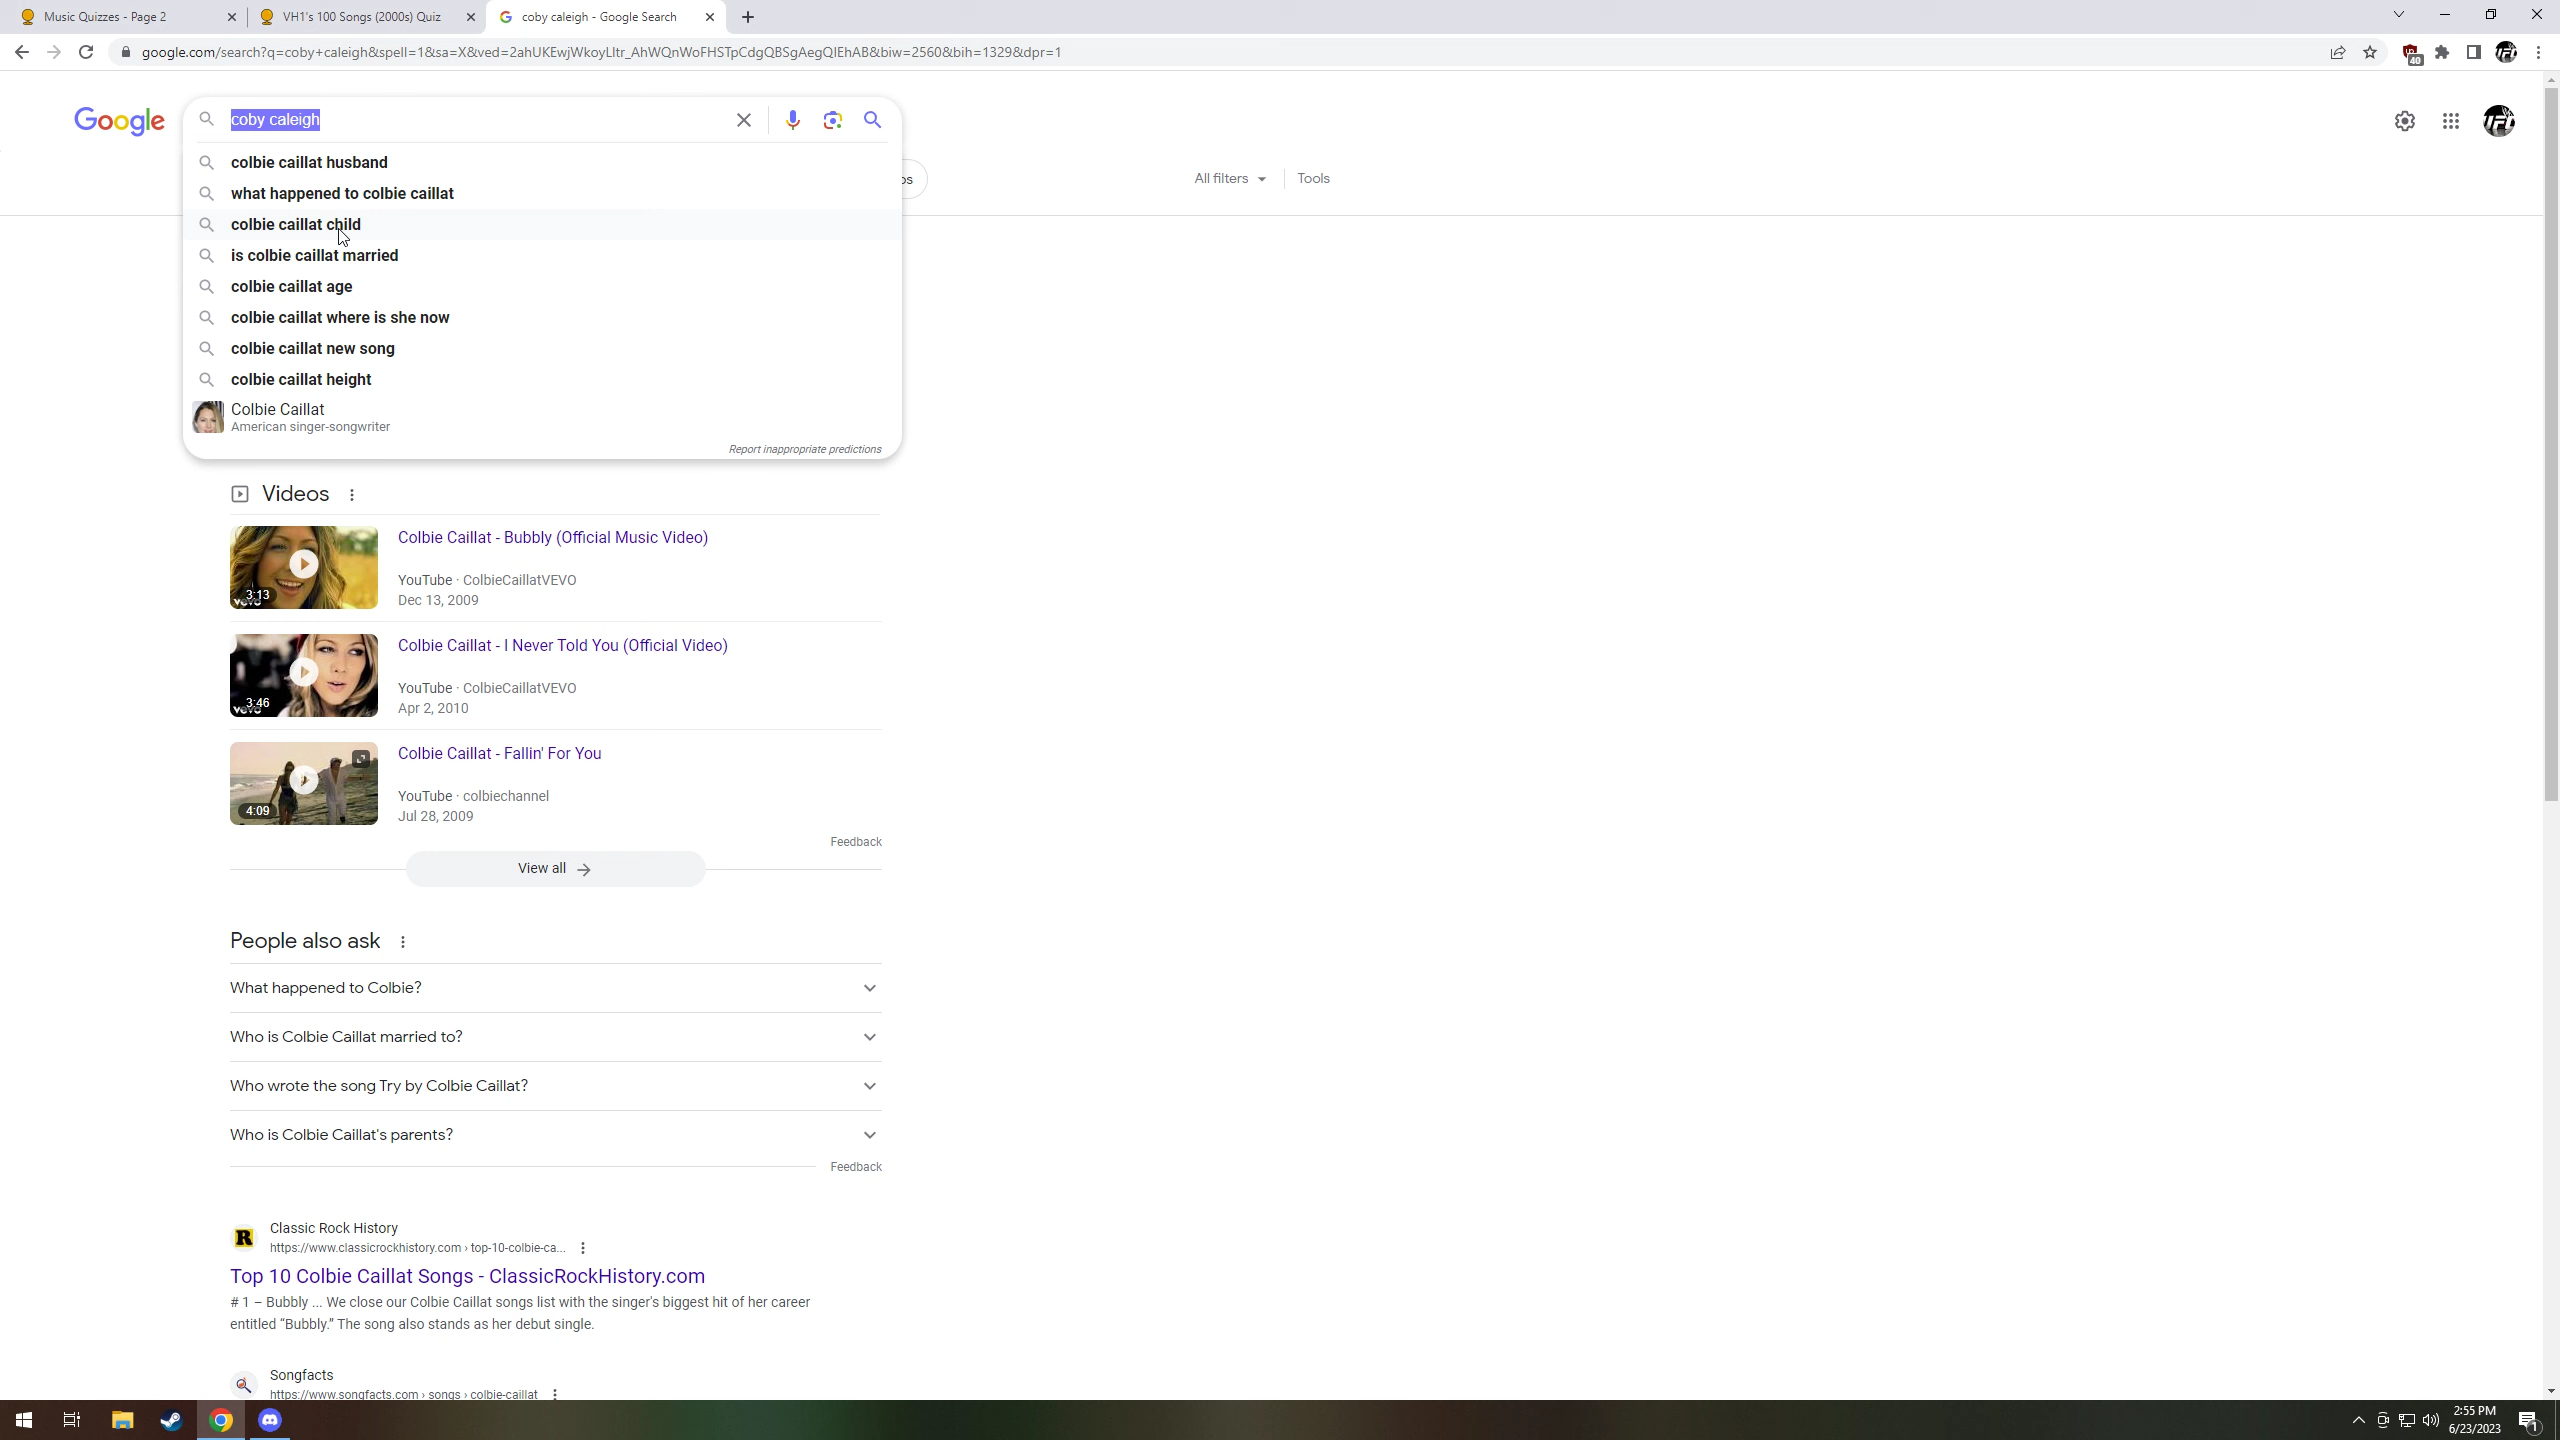 Music Quizzes - Page 2
VH1's 100 Songs (2000s) Quiz
coby caleigh - Google Search
google.com/search?q=coby+caleigh&spell=1&sa=X&ved=2ahUKEwjWkoyLltr_AhWQnWoFHSTpCdgQBSgAegQIEhAB&biw=2560&bih=1329&dpr=1
40
Google
coby caleigh
colbie caillat husband
what happened to colbie caillat
colbie caillat child
is colbie caillat married
colbie caillat age
colbie caillat where is she now
colbie caillat new song
colbie caillat height
Colbie Caillat
American singer-songwriter
Report inappropriate predictions
os
All filters
Tools
Videos
Colbie Caillat - Bubbly (Official Music Video)
YouTube · ColbieCaillatVEVO
Dec 13, 2009
3:13
vevo
Colbie Caillat - I Never Told You (Official Video)
YouTube · ColbieCaillatVEVO
Apr 2, 2010
3:46
vevo
Colbie Caillat - Fallin' For You
YouTube · colbiechannel
Jul 28, 2009
4:09
Feedback
View all
People also ask
What happened to Colbie?
Who is Colbie Caillat married to?
Who wrote the song Try by Colbie Caillat?
Who is Colbie Caillat's parents?
Feedback
R
Classic Rock History
https://www.classicrockhistory.com › top-10-colbie-ca...
Top 10 Colbie Caillat Songs - ClassicRockHistory.com
# 1 – Bubbly ... We close our Colbie Caillat songs list with the singer's biggest hit of her career
entitled “Bubbly.” The song also stands as her debut single.
Songfacts
https://www.songfacts.com › songs › colbie-caillat
2:55 PM
6/23/2023
1